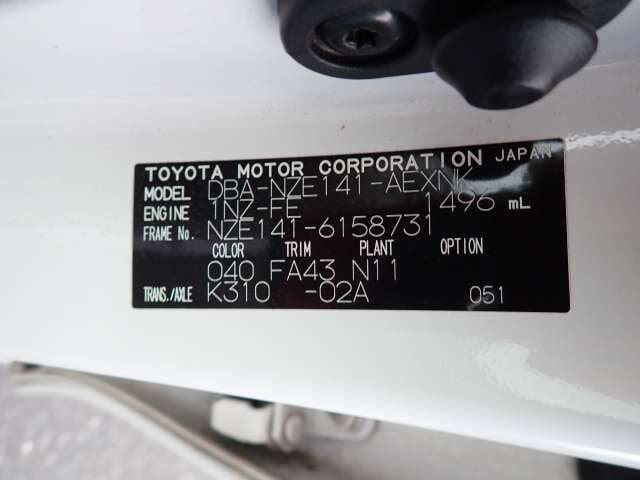 TOYOTA MOTOR CORPORATION JAPAN
MODEL DBA-NZE141-AEXNK
ENGINE 1NZ-FE 1496 mL
FRAME No. NZE141-6158731
COLOR TRIM PLANT OPTION
040 FA43 N11
TRANS./AXLE K310 -02A 051